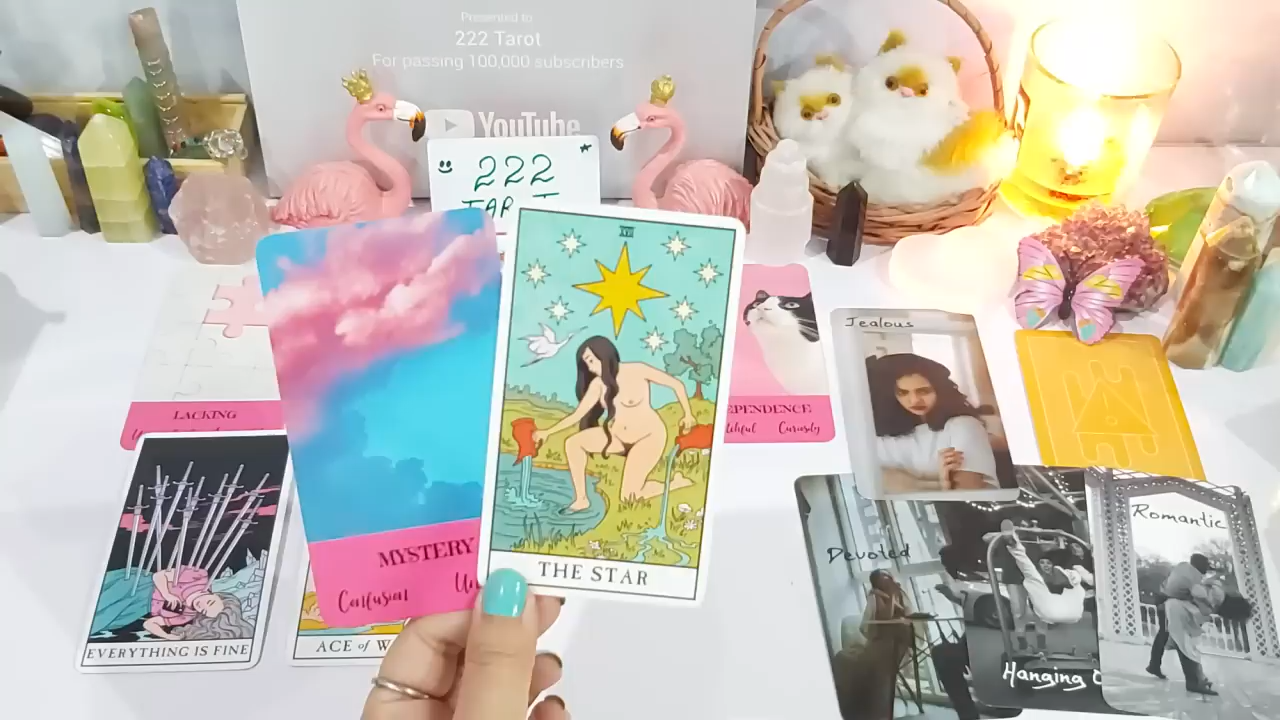 Presented to
222 Tarot
For passing 100,000 subscribers
YouTube
222
XVII
THE STAR
MYSTERY
Confusion
LACKING
EVERYTHING IS FINE
ACE of
Curiosity
Jealous
Devoted
Hanging
Romantic